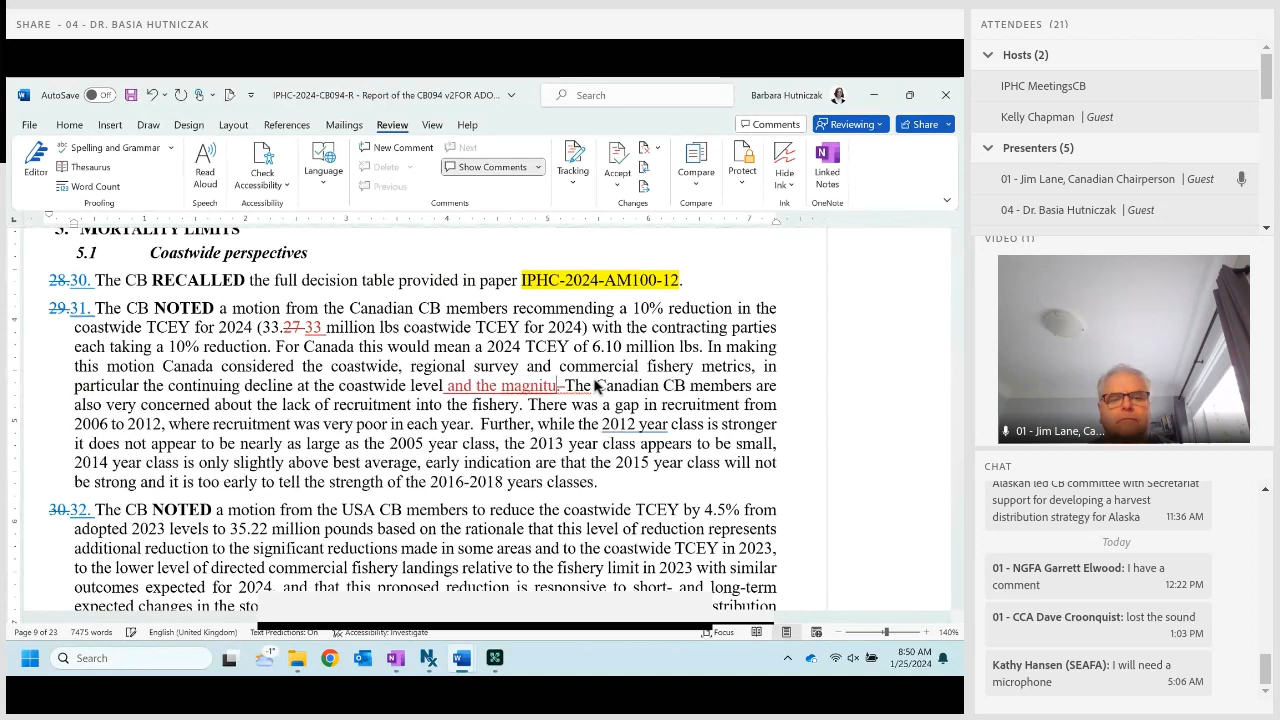 SHARE - 04 - DR. BASIA HUTNICZAK
AutoSave Off
IPHC-2024-CB094-R - Report of the CB094 v2FOR ADO...
Search
Barbara Hutniczak
File Home Insert Draw Design Layout References Mailings Review View Help
Comments Reviewing Share
Editor
Spelling and Grammar
Thesaurus
Word Count
Proofing
Read Aloud
Speech
Check Accessibility
Accessibility
Language
New Comment
Delete
Previous
Next
Show Comments
Comments
Tracking
Accept
Changes
Compare
Compare
Protect
Hide Ink
Ink
Linked Notes
OneNote
5. MORTALITY LIMITS
5.1 Coastwide perspectives
28.30. The CB RECALLED the full decision table provided in paper IPHC-2024-AM100-12.
29.31. The CB NOTED a motion from the Canadian CB members recommending a 10% reduction in the
coastwide TCEY for 2024 (33.27 33 million lbs coastwide TCEY for 2024) with the contracting parties
each taking a 10% reduction. For Canada this would mean a 2024 TCEY of 6.10 million lbs. In making
this motion Canada considered the coastwide, regional survey and commercial fishery metrics, in
particular the continuing decline at the coastwide level and the magnitu. The Canadian CB members are
also very concerned about the lack of recruitment into the fishery. There was a gap in recruitment from
2006 to 2012, where recruitment was very poor in each year. Further, while the 2012 year class is stronger
it does not appear to be nearly as large as the 2005 year class, the 2013 year class appears to be small,
2014 year class is only slightly above best average, early indication are that the 2015 year class will not
be strong and it is too early to tell the strength of the 2016-2018 years classes.
30.32. The CB NOTED a motion from the USA CB members to reduce the coastwide TCEY by 4.5% from
adopted 2023 levels to 35.22 million pounds based on the rationale that this level of reduction represents
additional reduction to the significant reductions made in some areas and to the coastwide TCEY in 2023,
to the lower level of directed commercial fishery landings relative to the fishery limit in 2023 with similar
outcomes expected for 2024, and that this proposed reduction is responsive to short- and long-term
expected changes in the sto stribution
Page 9 of 23 7475 words English (United Kingdom) Text Predictions: On Accessibility: Investigate Focus 140%
Search
-1°
8:50 AM
1/25/2024
ATTENDEES (21)
Hosts (2)
IPHC MeetingsCB
Kelly Chapman | Guest
Presenters (5)
01 - Jim Lane, Canadian Chairperson | Guest
04 - Dr. Basia Hutniczak | Guest
VIDEO (1)
01 - Jim Lane, Ca...
CHAT
Alaskan led CB committee with Secretariat
support for developing a harvest
distribution strategy for Alaska 11:36 AM
Today
01 - NGFA Garrett Elwood: I have a
comment 12:22 PM
01 - CCA Dave Croonquist: lost the sound
1:03 PM
Kathy Hansen (SEAFA): I will need
microphone 5:06 AM